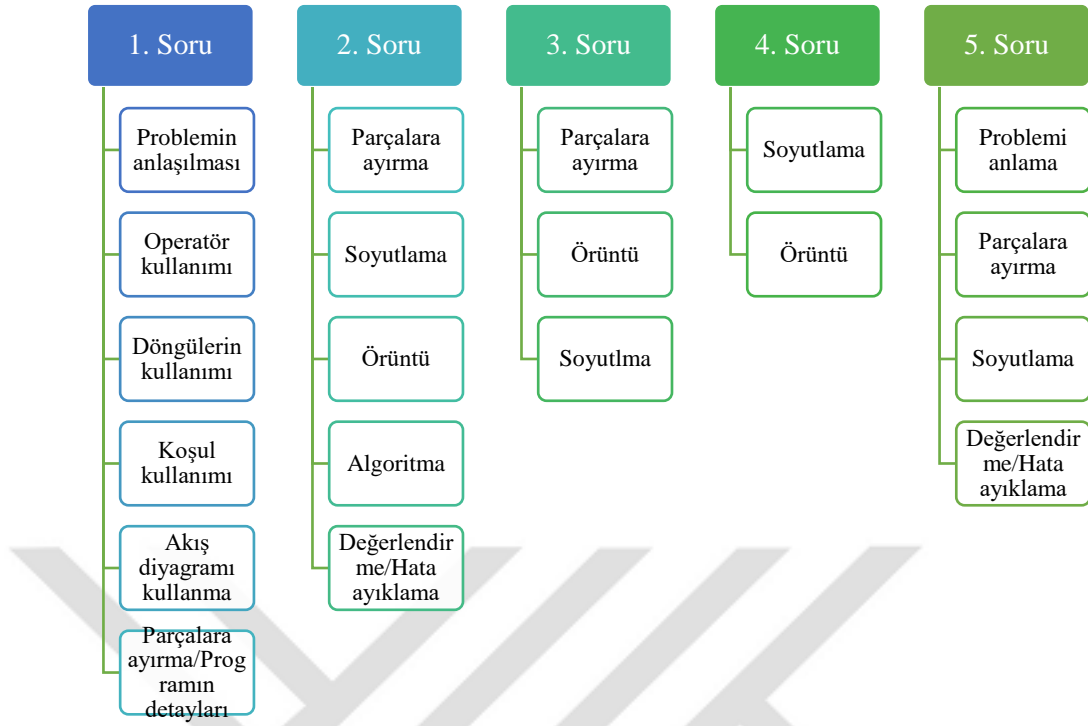 1. Soru
Problemin
anlaşılması
Operatör
kullanımı
Döngülerin
kullanımı
Koşul
kullanımı
Akış
diyagramı
kullanma
Parçalara
ayırma/Prog
ramın
detayları
2. Soru
Parçalara
ayırma
Soyutlama
Örüntü
Algoritma
Değerlendir
me/Hata
ayıklama
3. Soru
Parçalara
ayırma
Örüntü
Soyutlma
4. Soru
Soyutlama
Örüntü
5. Soru
Problemi
anlama
Parçalara
ayırma
Soyutlama
Değerlendir
me/Hata
ayıklama